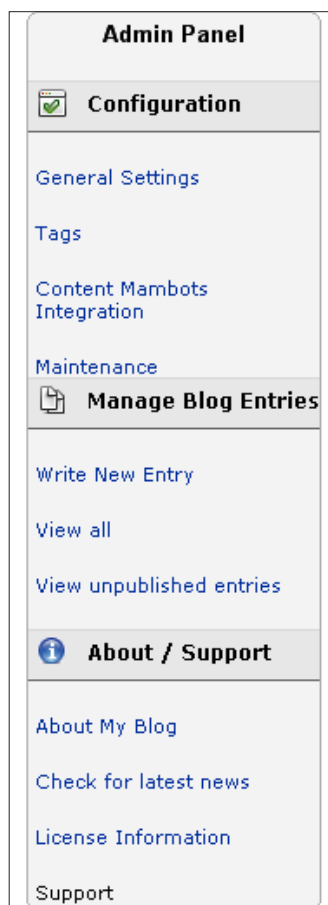 Admin Panel
Configuration
General Settings
Tags
Content Mambots
Integration
Maintenance
Manage Blog Entries
Write New Entry
View all
View unpublished entries
About / Support
About My Blog
Check for latest news
License Information
Support